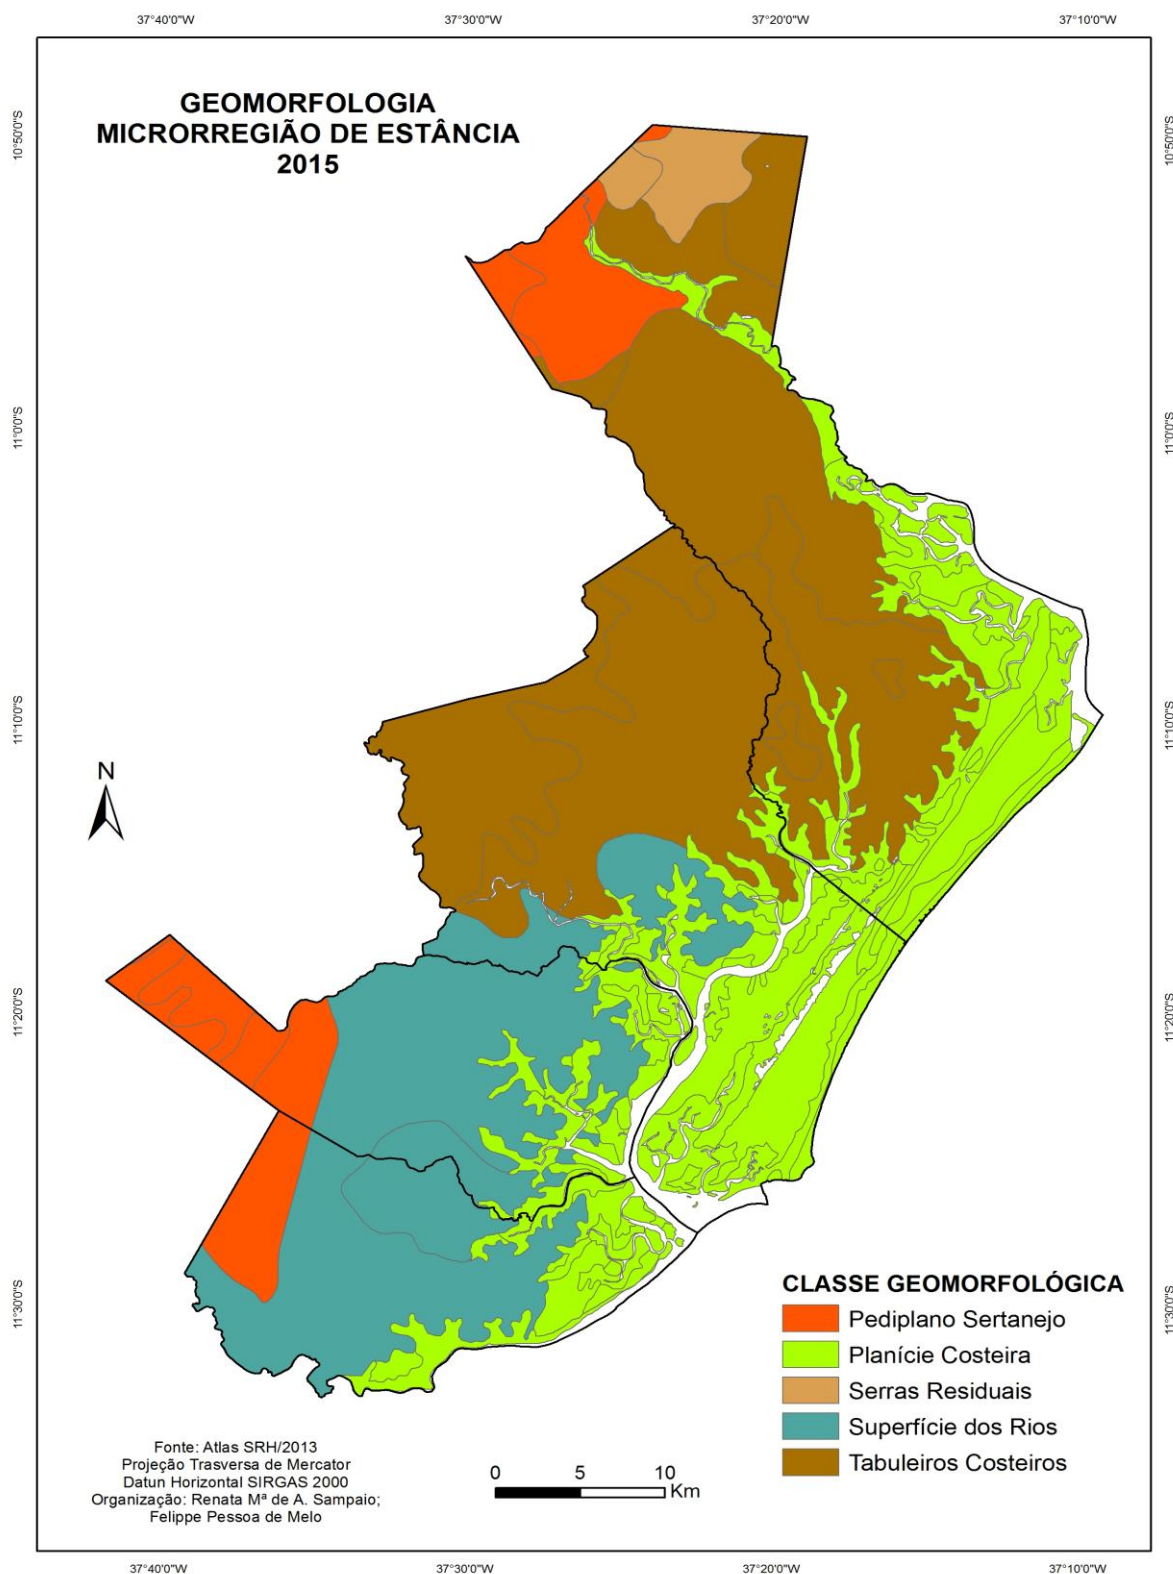 37°40'0"W
37°30'0"W
37°20'0"W
37°10'0"W
GEOMORFOLOGIA
MICRORREGIÃO DE ESTÂNCIA
2015
10°50'0"S
10°50'0"S
11°0'0"S
11°0'0"S
11°10'0"S
11°10'0"S
N
11°20'0"S
11°20'0"S
11°30'0"S
11°30'0"S
CLASSE GEOMORFOLÓGICA
Pediplano Sertanejo
Planície Costeira
Serras Residuais
Superfície dos Rios
Tabuleiros Costeiros
Fonte: Atlas SRH/2013
Projeção Trasversa de Mercator
Datun Horizontal SIRGAS 2000
Organização: Renata Mª de A. Sampaio;
Felippe Pessoa de Melo
0 5 10
Km
37°40'0"W
37°30'0"W
37°20'0"W
37°10'0"W